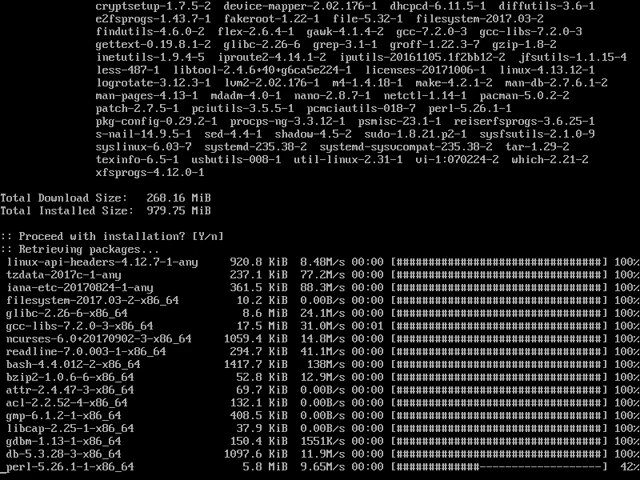 cryptsetup-1.7.5-2 device-mapper-2.02.176-1 dhcpcd-6.11.5-1 diffutils-3.6-1
e2fsprogs-1.43.7-1 fakeroot-1.22-1 file-5.32-1 filesystem-2017.03-2
findutils-4.6.0-2 flex-2.6.4-1 gawk-4.1.4-2 gcc-7.2.0-3 gcc-libs-7.2.0-3
gettext-0.19.8.1-2 glibc-2.26-6 grep-3.1-1 groff-1.22.3-7 gzip-1.8-2
inetutils-1.9.4-5 iproute2-4.14.1-2 iputils-20161105.1f2bb12-2 jfsutils-1.1.15-4
less-487-1 libtool-2.4.6+40+g6ca5e224-1 licenses-20171006-1 linux-4.13.12-1
logrotate-3.12.3-1 lvm2-2.02.176-1 m4-1.4.18-1 make-4.2.1-2 man-db-2.7.6.1-2
man-pages-4.13-1 mdadm-4.0-1 nano-2.8.7-1 netctl-1.14-1 pacman-5.0.2-2
patch-2.7.5-1 pciutils-3.5.5-1 pcmciautils-018-7 perl-5.26.1-1
pkg-config-0.29.2-1 procps-ng-3.3.12-1 psmisc-23.1-1 reiserfsprogs-3.6.25-1
s-nail-14.9.5-1 sed-4.4-1 shadow-4.5-2 sudo-1.8.21.p2-1 sysfsutils-2.1.0-9
syslinux-6.03-7 systemd-235.38-2 systemd-sysvcompat-235.38-2 tar-1.29-2
texinfo-6.5-1 usbutils-008-1 util-linux-2.31-1 vi-1:070224-2 which-2.21-2
xfsprogs-4.12.0-1
Total Download Size: 268.16 MiB
Total Installed Size: 979.75 MiB
:: Proceed with installation? [Y/n]
:: Retrieving packages...
linux-api-headers-4.12.7-1-any 920.8 KiB 8.48M/s 00:00 [##################################] 100%
tzdata-2017c-1-any 237.1 KiB 77.2M/s 00:00 [##################################] 100%
iana-etc-20170824-1-any 361.5 KiB 88.3M/s 00:00 [##################################] 100%
filesystem-2017.03-2-x86_64 10.2 KiB 0.00B/s 00:00 [##################################] 100%
glibc-2.26-6-x86_64 8.6 MiB 24.1M/s 00:00 [##################################] 100%
gcc-libs-7.2.0-3-x86_64 17.5 MiB 31.0M/s 00:01 [##################################] 100%
ncurses-6.0+20170902-3-x86_64 1059.4 KiB 14.8M/s 00:00 [##################################] 100%
readline-7.0.003-1-x86_64 294.7 KiB 41.1M/s 00:00 [##################################] 100%
bash-4.4.012-2-x86_64 1417.7 KiB 138M/s 00:00 [##################################] 100%
bzip2-1.0.6-6-x86_64 52.8 KiB 12.9M/s 00:00 [##################################] 100%
attr-2.4.47-3-x86_64 69.7 KiB 0.00B/s 00:00 [##################################] 100%
acl-2.2.52-4-x86_64 132.1 KiB 0.00B/s 00:00 [##################################] 100%
gmp-6.1.2-1-x86_64 408.5 KiB 0.00B/s 00:00 [##################################] 100%
libcap-2.25-1-x86_64 37.9 KiB 0.00B/s 00:00 [##################################] 100%
gdbm-1.13-1-x86_64 150.4 KiB 1551K/s 00:00 [##################################] 100%
db-5.3.28-3-x86_64 1097.6 KiB 11.9M/s 00:00 [##################################] 100%
perl-5.26.1-1-x86_64 5.8 MiB 9.65M/s 00:00 [##############--------------------] 42%